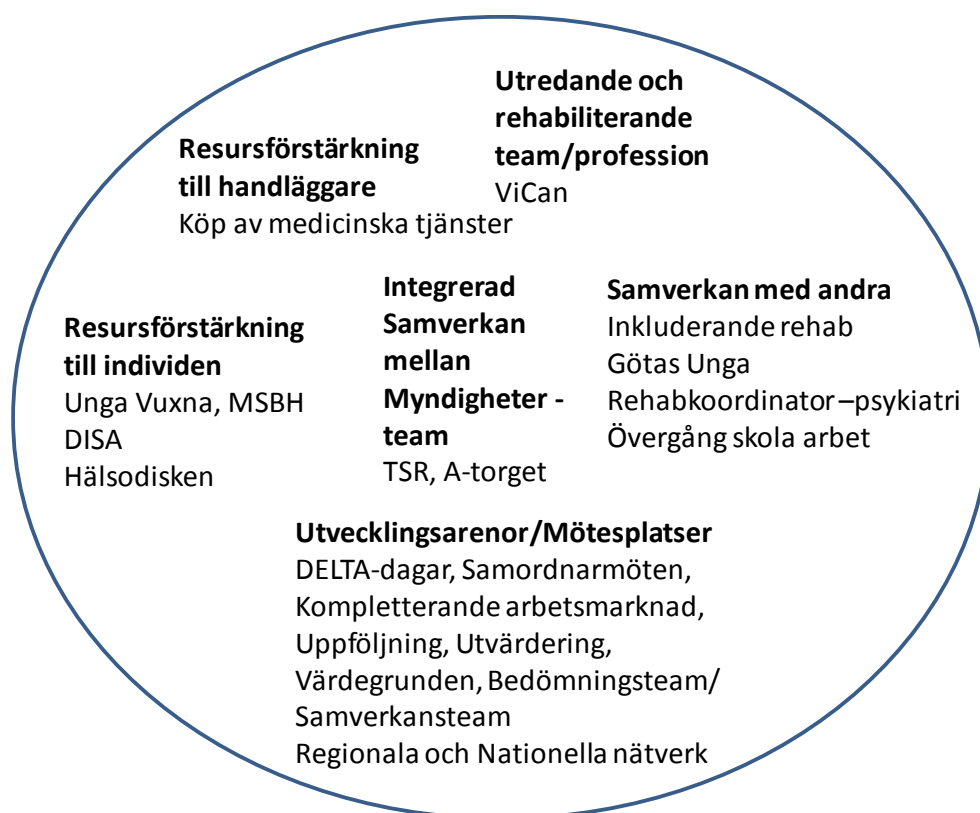 Utredande och
rehabiliterande
team/profession
ViCan
Resursförstärkning
till handläggare
Köp av medicinska tjänster
Resursförstärkning
till individen
Unga Vuxna, MSBH
DISA
Hälsodisken
Integrerad
Samverkan
mellan
Myndigheter -
team
TSR, A-torget
Samverkan med andra
Inkluderande rehab
Götas Unga
Rehabkoordinator –psykiatri
Övergång skola arbet
Utvecklingsarenor/Mötesplatser
DELTA-dagar, Samordnarmöten,
Kompletterande arbetsmarknad,
Uppföljning, Utvärdering,
Värdegrunden, Bedömningsteam/
Samverkansteam
Regionala och Nationella nätverk